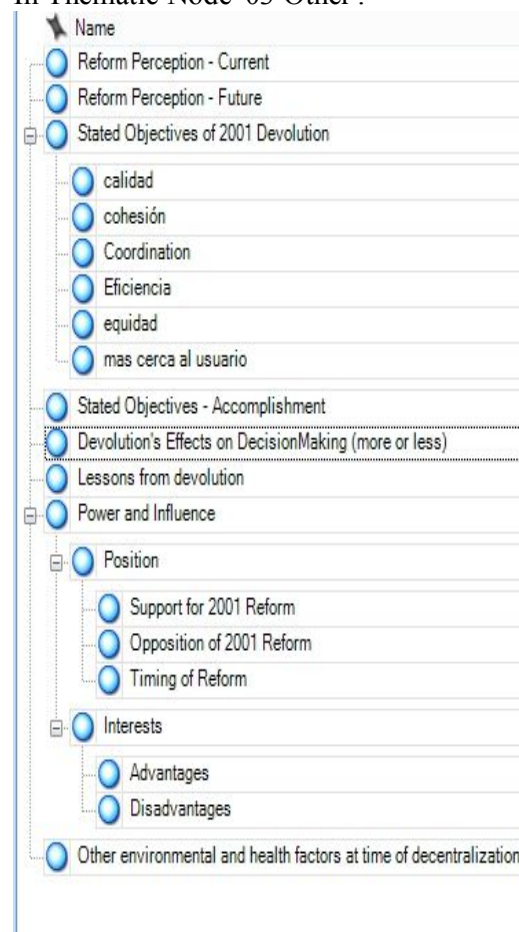 In Thematic Node '03 Other':
Name
Reform Perception - Current
Reform Perception - Future
Stated Objectives of 2001 Devolution
calidad
cohesión
Coordination
Eficiencia
equidad
mas cerca al usuario
Stated Objectives - Accomplishment
Devolution's Effects on DecisionMaking (more or less)
Lessons from devolution
Power and Influence
Position
Support for 2001 Reform
Opposition of 2001 Reform
Timing of Reform
Interests
Advantages
Disadvantages
Other environmental and health factors at time of decentralization